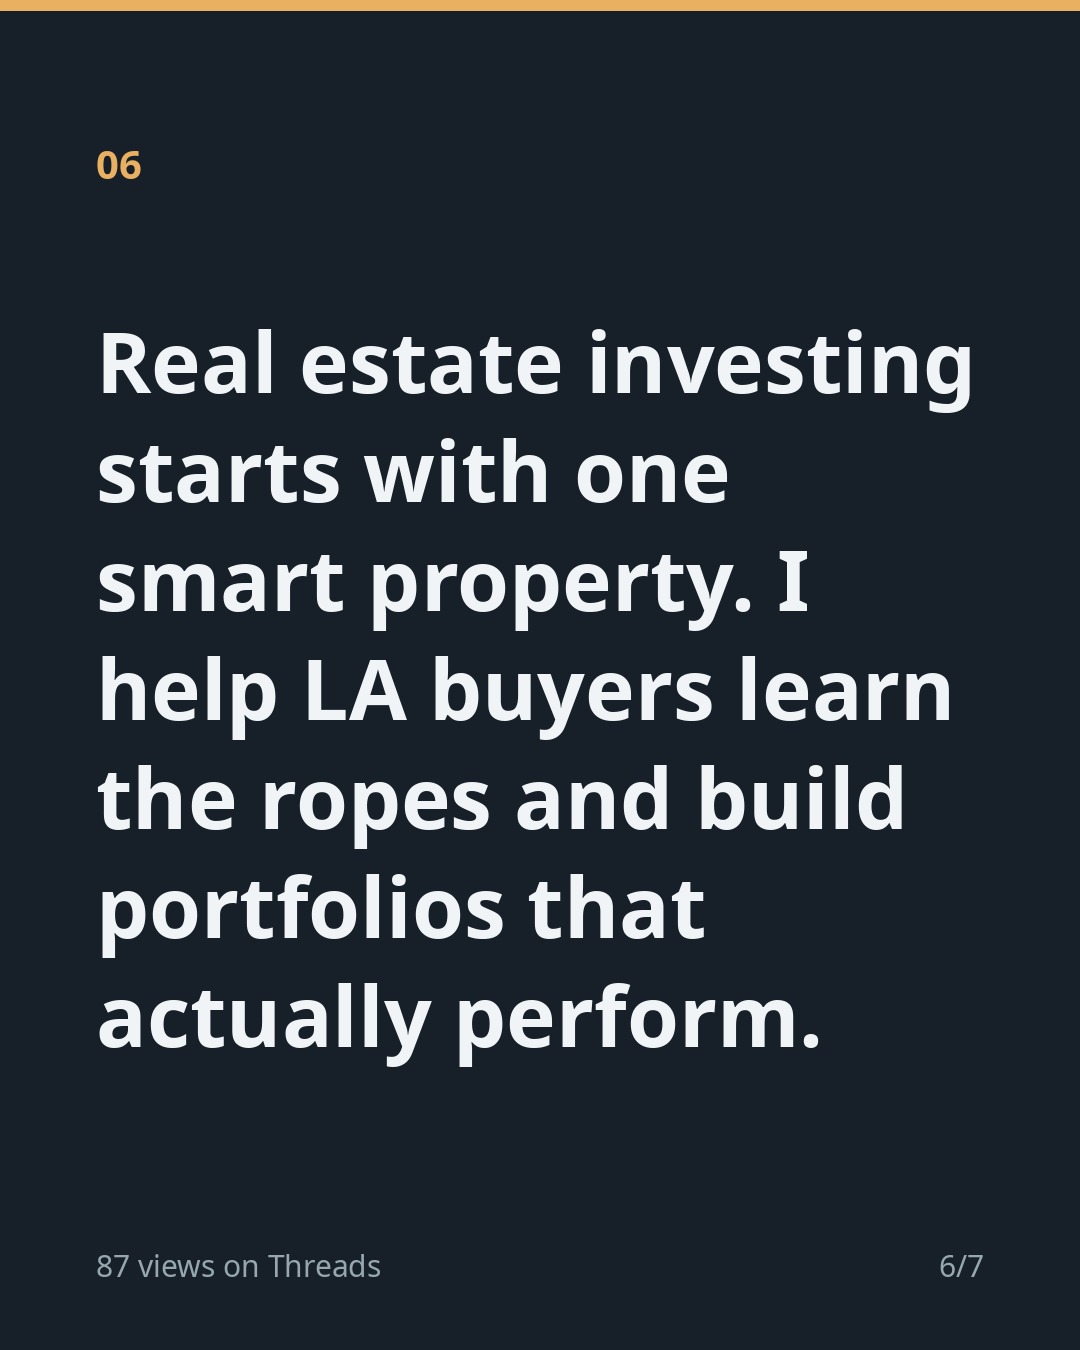 06
Real estate investing
starts with one
smart property. I
help LA buyers learn
the ropes and build
portfolios that
actually perform.
87 views on Threads
6/7